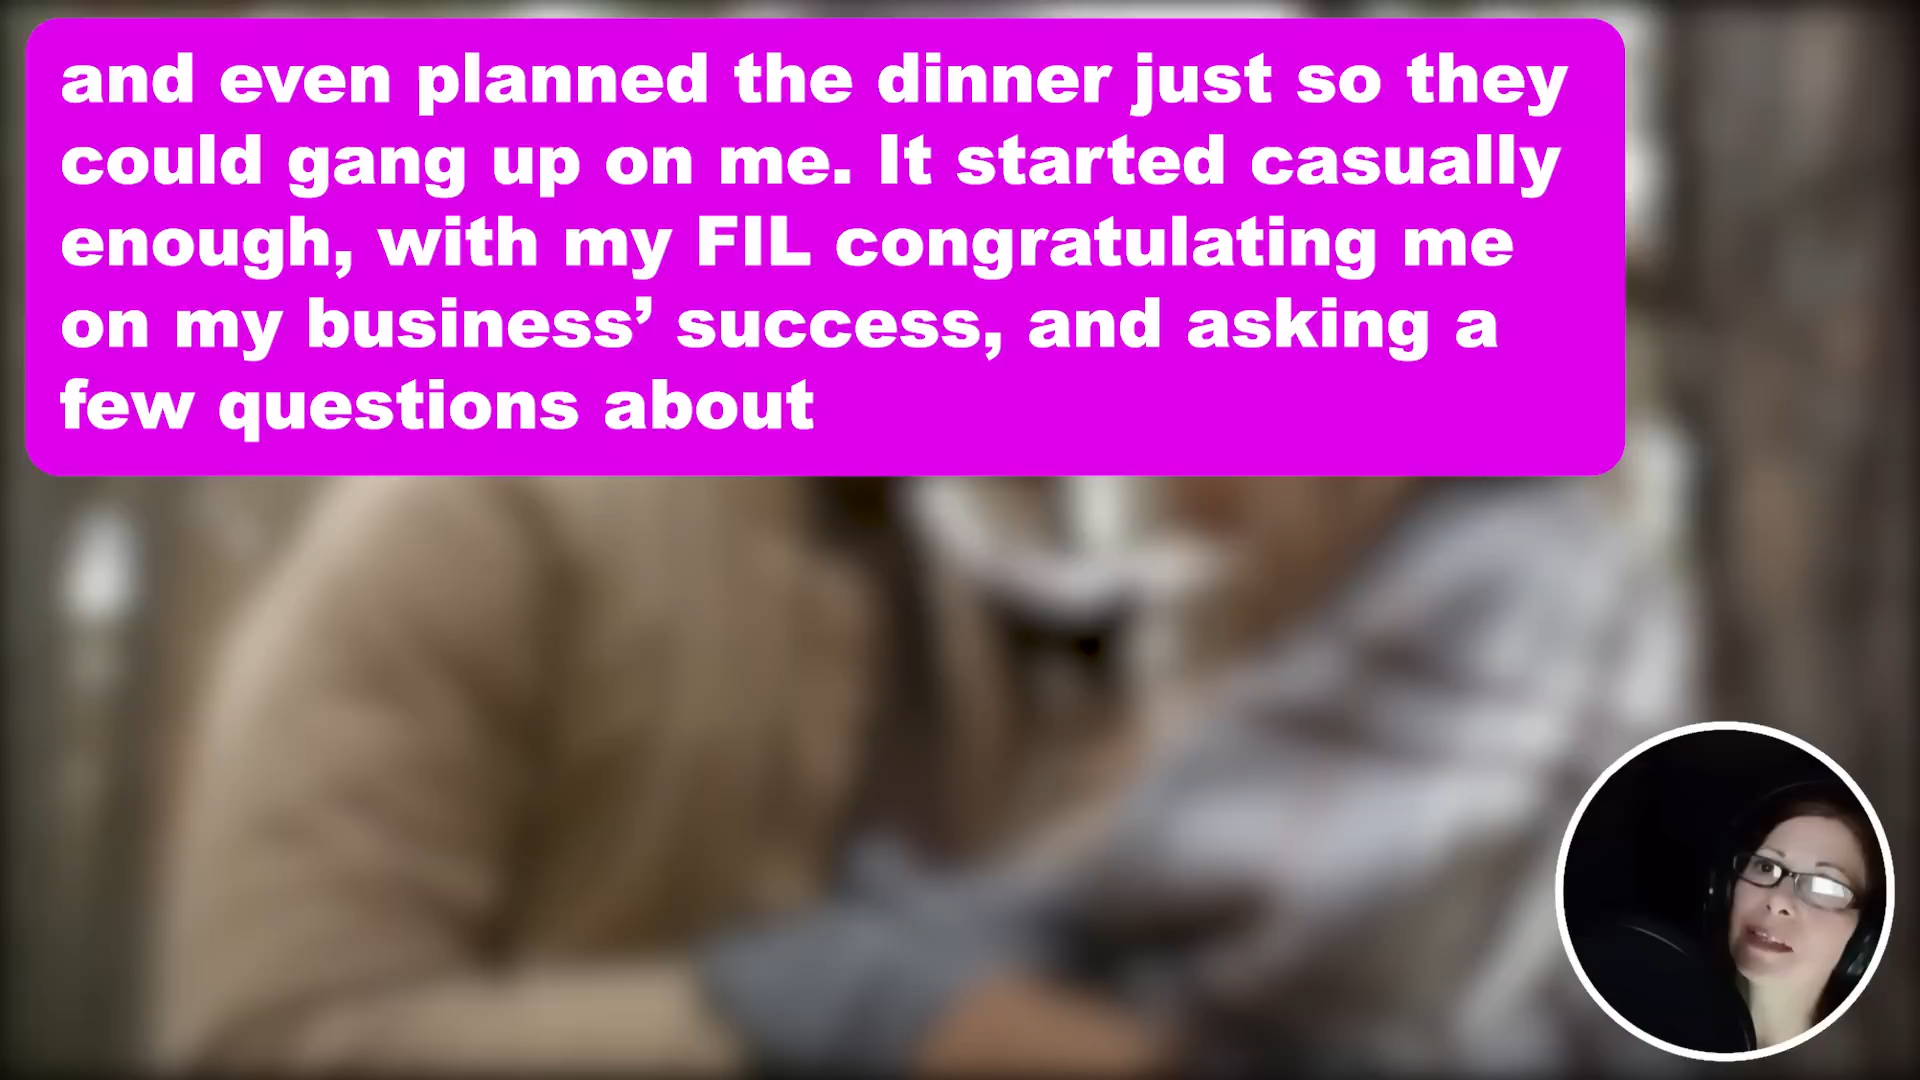 and even planned the dinner just so they
could gang up on me. It started casually
enough, with my FIL congratulating me
on my business’ success, and asking a
few questions about